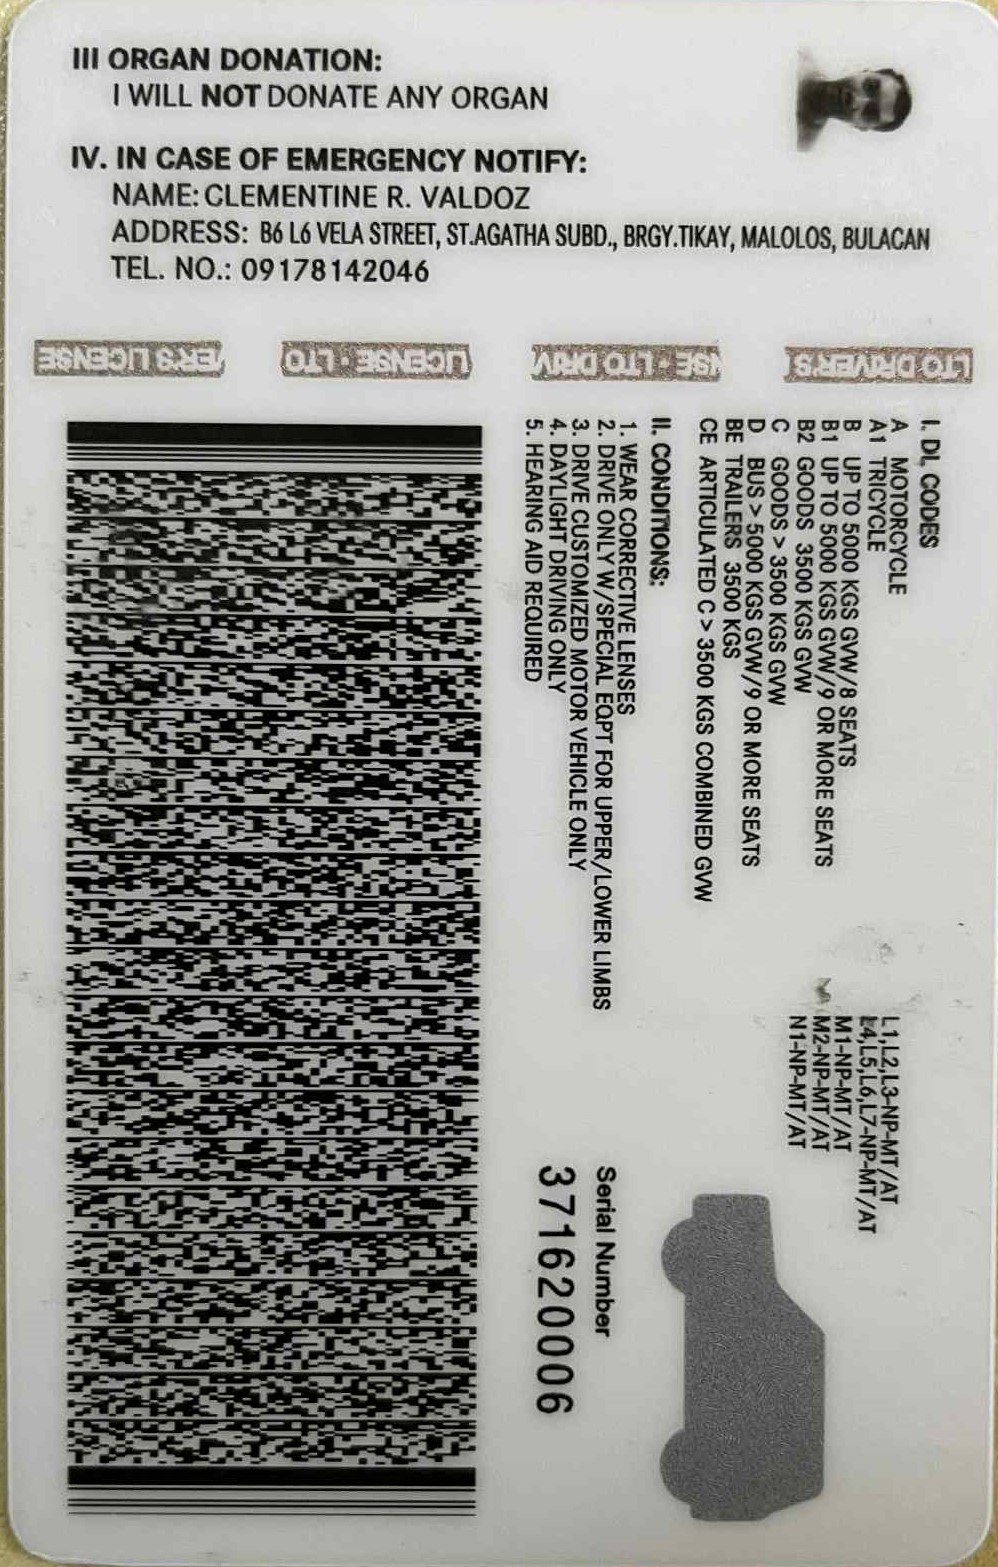 III ORGAN DONATION:
I WILL NOT DONATE ANY ORGAN
IV. IN CASE OF EMERGENCY NOTIFY:
NAME: CLEMENTINE R. VALDOZ
ADDRESS: B6 L6 VELA STREET, ST.AGATHA SUBD., BRGY.TIKAY, MALOLOS, BULACAN
TEL. NO.: 09178142046
LTO DRIVER'S
NSE • LTO DRIV
LICENSE • LTO
VER'S LICENSE
I. DL CODES
A MOTORCYCLE
A1 TRICYCLE
B UP TO 5000 KGS GVW/8 SEATS
B1 UP TO 5000 KGS GVW/9 OR MORE SEATS
B2 GOODS 3500 KGS GVW
C GOODS > 3500 KGS GVW
D BUS > 5000 KGS GVW/9 OR MORE SEATS
BE TRAILERS 3500 KGS
CE ARTICULATED C > 3500 KGS COMBINED GVW
L1,L2,L3-NP-MT/AT
L4,L5,L6,L7-NP-MT/AT
M1-NP-MT/AT
M2-NP-MT/AT
N1-NP-MT/AT
II. CONDITIONS:
1. WEAR CORRECTIVE LENSES
2. DRIVE ONLY W/SPECIAL EQPT FOR UPPER/LOWER LIMBS
3. DRIVE CUSTOMIZED MOTOR VEHICLE ONLY
4. DAYLIGHT DRIVING ONLY
5. HEARING AID REQUIRED
Serial Number
371620006